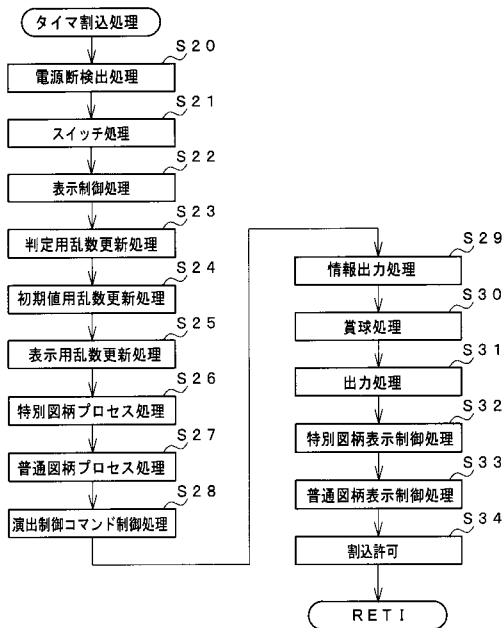 タイマ割込処理
S20
電源断検出処理
S21
スイッチ処理
S22
表示制御処理
S23
判定用乱数更新処理
S24
初期値用乱数更新処理
S25
表示用乱数更新処理
S26
特別図柄プロセス処理
S27
普通図柄プロセス処理
S28
演出制御コマンド制御処理
S29
情報出力処理
S30
賞球処理
S31
出力処理
S32
特別図柄表示制御処理
S33
普通図柄表示制御処理
S34
割込許可
RETI